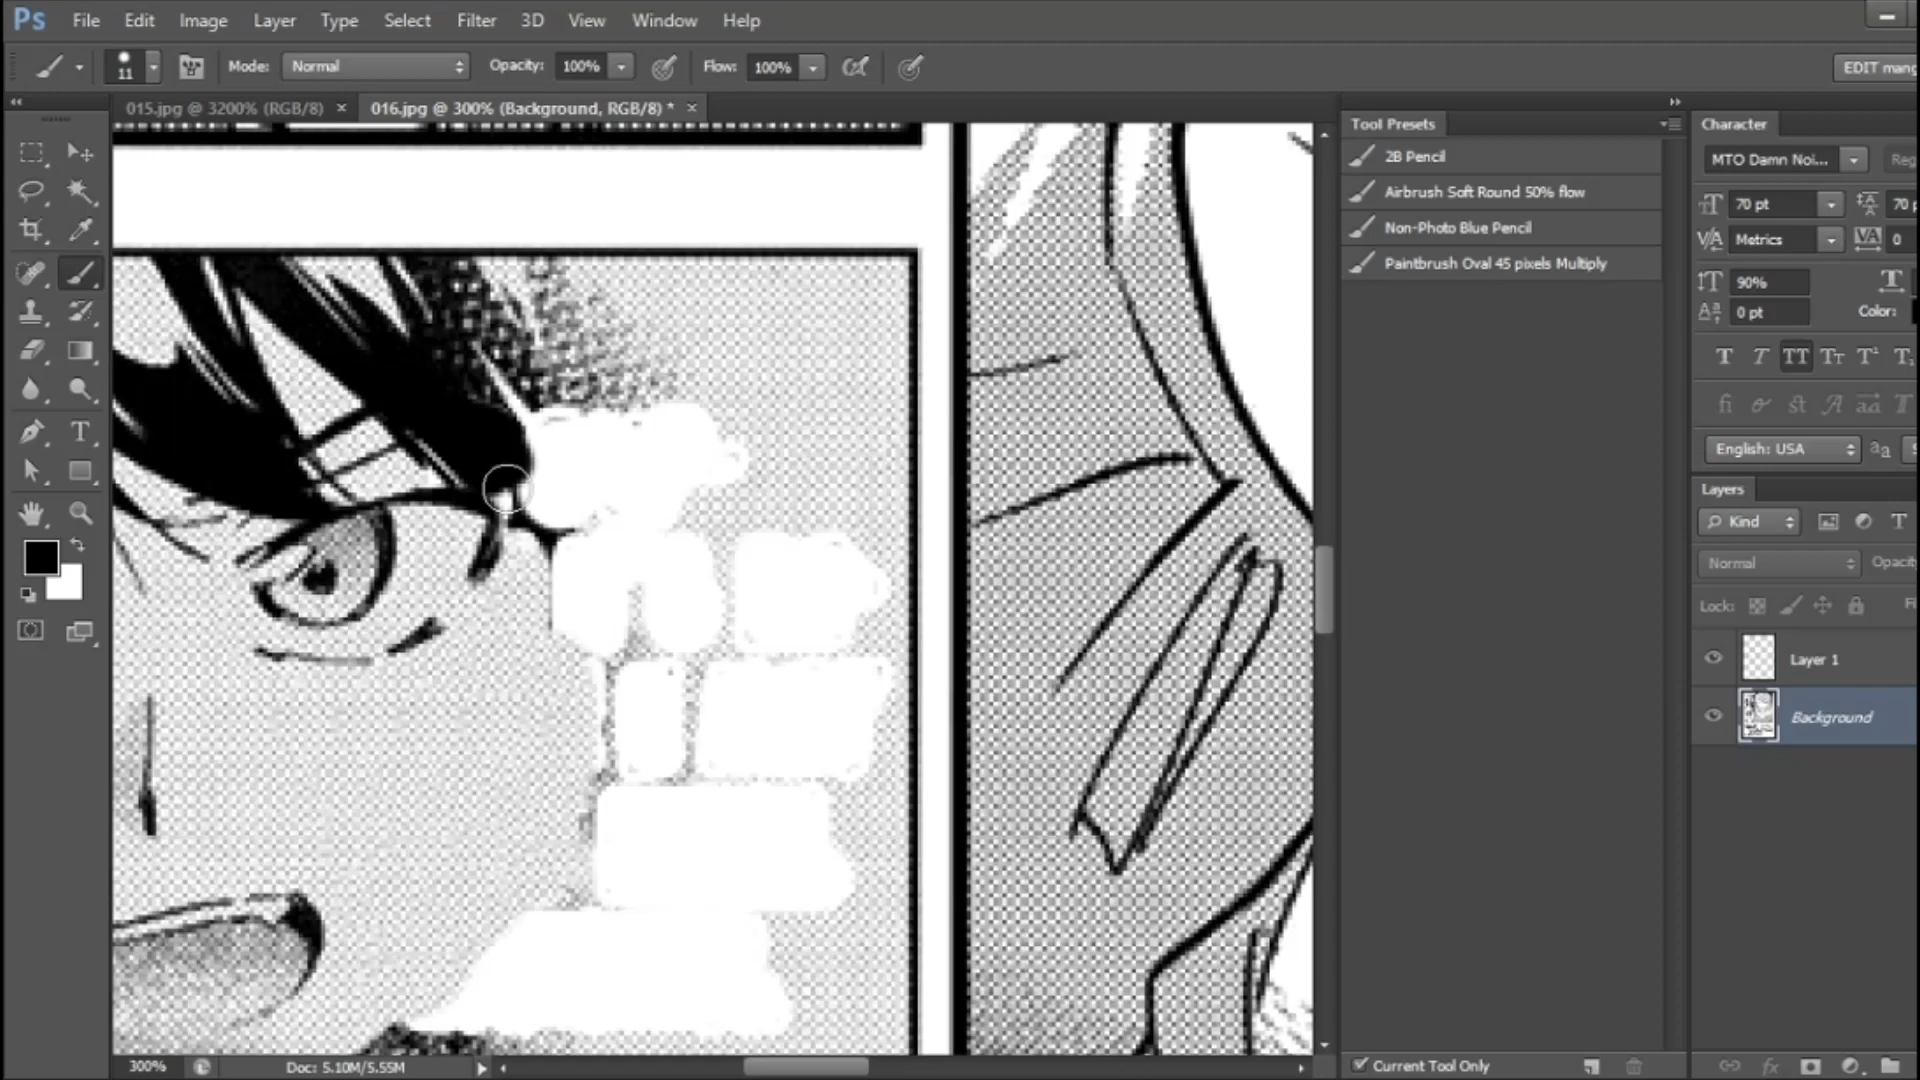 Ps File Edit Image Layer Type Select Filter 3D View Window Help
11 Mode: Normal Opacity: 100% Flow: 100% EDIT mang
015.jpg @ 3200% (RGB/8) × 016.jpg @ 300% (Background, RGB/8) * ×
Tool Presets
2B Pencil
Airbrush Soft Round 50% flow
Non-Photo Blue Pencil
Paintbrush Oval 45 pixels Multiply
Current Tool Only
Character
MTO Damn Noi... Reg
70 pt 70 p
Metrics 0
90%
0 pt Color:
English: USA aa
Layers
Kind
Normal Opacit
Lock: Fi
Layer 1
Background
300% Doc: 5.10M/5.55M